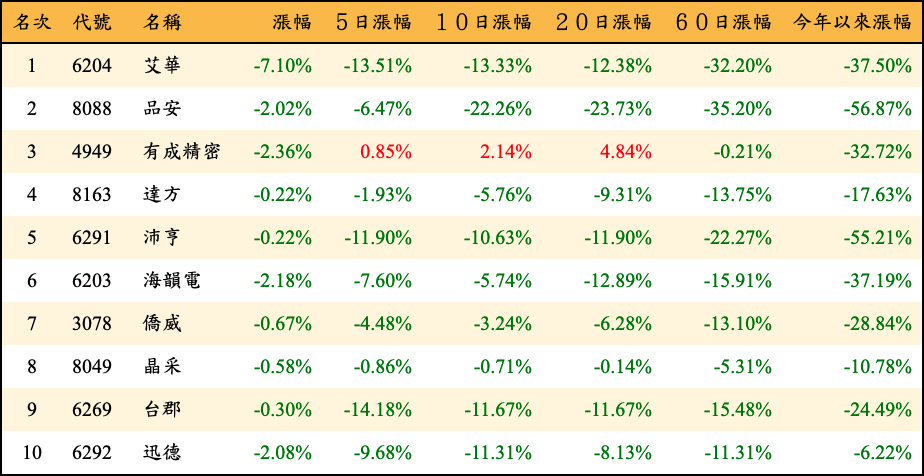 名次 代號 名稱 漲幅 ５日漲幅 １０日漲幅 ２０日漲幅 ６０日漲幅 今年以來漲幅
1 6204 艾華 -7.10% -13.51% -13.33% -12.38% -32.20% -37.50%
2 8088 品安 -2.02% -6.47% -22.26% -23.73% -35.20% -56.87%
3 4949 有成精密 -2.36% 0.85% 2.14% 4.84% -0.21% -32.72%
4 8163 達方 -0.22% -1.93% -5.76% -9.31% -13.75% -17.63%
5 6291 沛亨 -0.22% -11.90% -10.63% -11.90% -22.27% -55.21%
6 6203 海韻電 -2.18% -7.60% -5.74% -12.89% -15.91% -37.19%
7 3078 僑威 -0.67% -4.48% -3.24% -6.28% -13.10% -28.84%
8 8049 晶采 -0.58% -0.86% -0.71% -0.14% -5.31% -10.78%
9 6269 台郡 -0.30% -14.18% -11.67% -11.67% -15.48% -24.49%
10 6292 迅德 -2.08% -9.68% -11.31% -8.13% -11.31% -6.22%